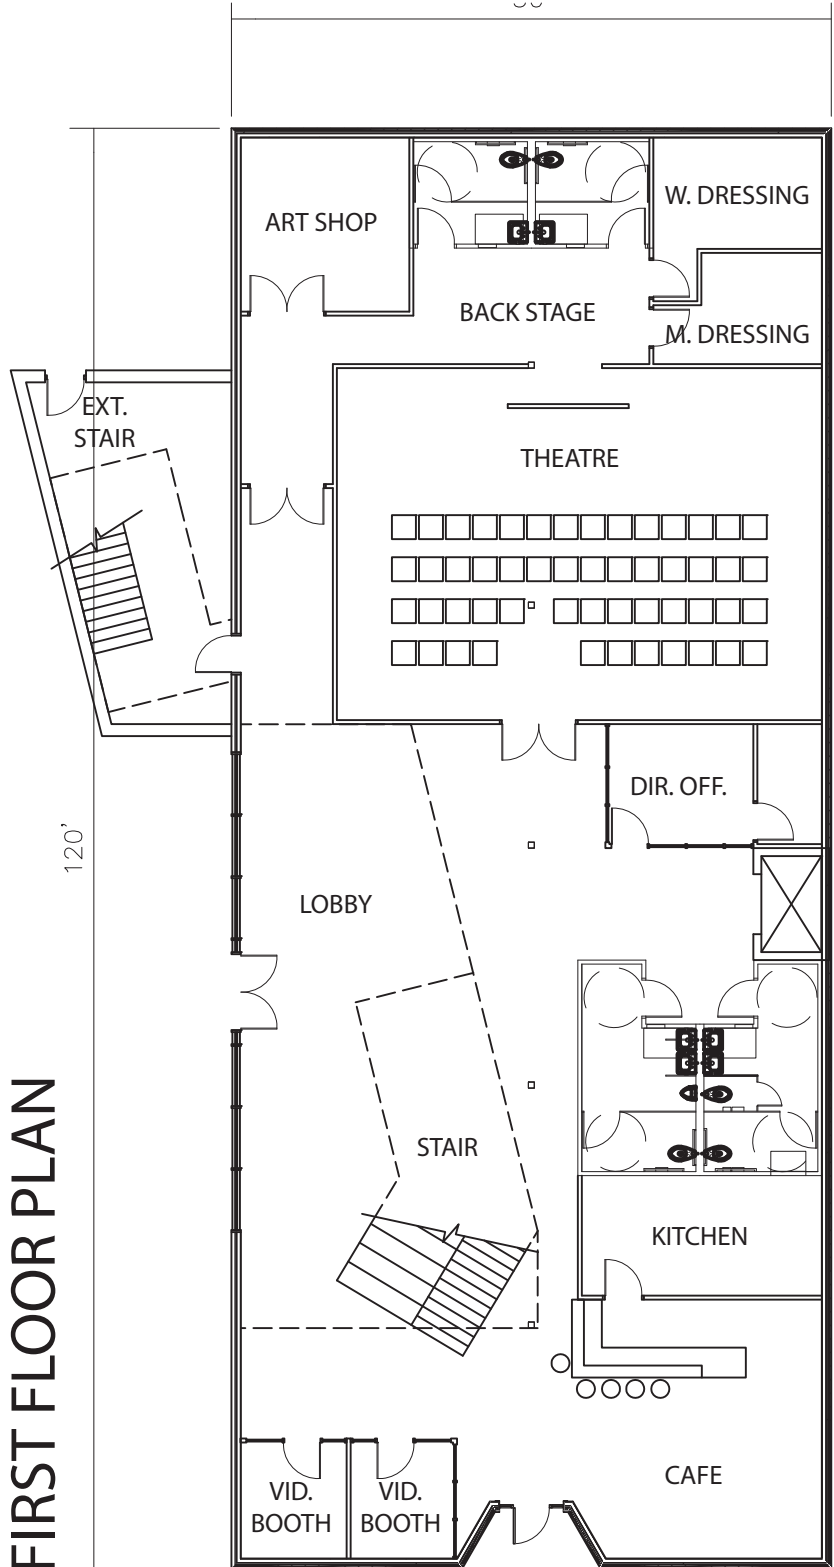 ART SHOP
W. DRESSING
BACK STAGE
M. DRESSING
EXT.
STAIR
THEATRE
DIR. OFF.
120'
LOBBY
STAIR
KITCHEN
CAFE
VID.
BOOTH
VID.
BOOTH
FIRST FLOOR PLAN